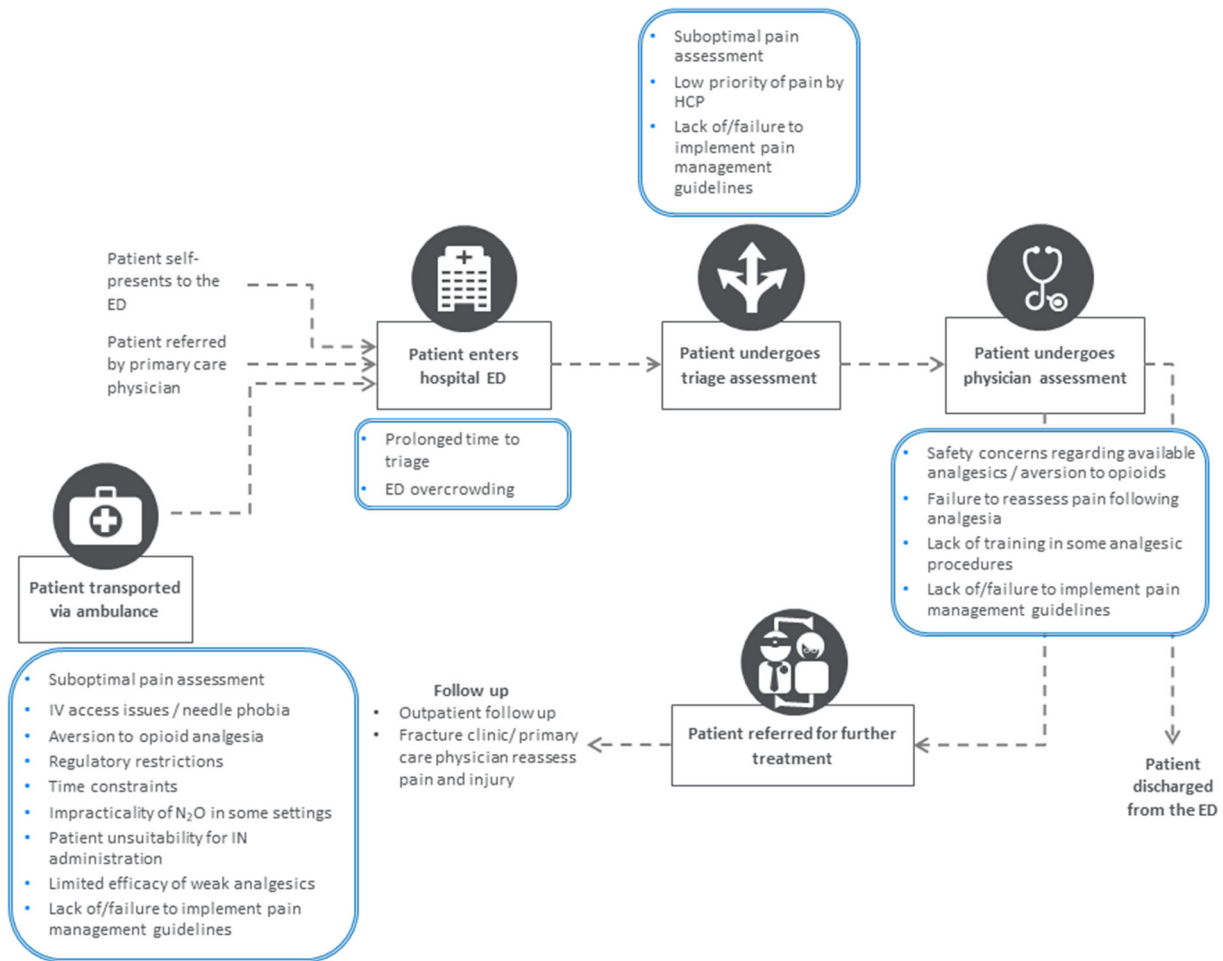 Suboptimal pain
assessment
Low priority of pain by
HCP
Lack of/failure to
implement pain
management
guidelines
Patient self-
presents to the
ED
Patient referred
by primary care
physician
Patient enters
hospital ED
Patient undergoes
triage assessment
Patient undergoes
physician assessment
Prolonged time to
triage
ED overcrowding
Safety concerns regarding available
analgesics / aversion to opioids
Failure to reassess pain following
analgesia
Lack of training in some analgesic
procedures
Lack of/failure to implement pain
management guidelines
Patient transported
via ambulance
Suboptimal pain assessment
IV access issues / needle phobia
Aversion to opioid analgesia
Regulatory restrictions
Time constraints
Impracticality of N₂O in some settings
Patient unsuitability for IN
administration
Limited efficacy of weak analgesics
Lack of/failure to implement pain
management guidelines
Follow up
Outpatient follow up
Fracture clinic/ primary
care physician reassess
pain and injury
Patient referred for further
treatment
Patient
discharged
from the ED